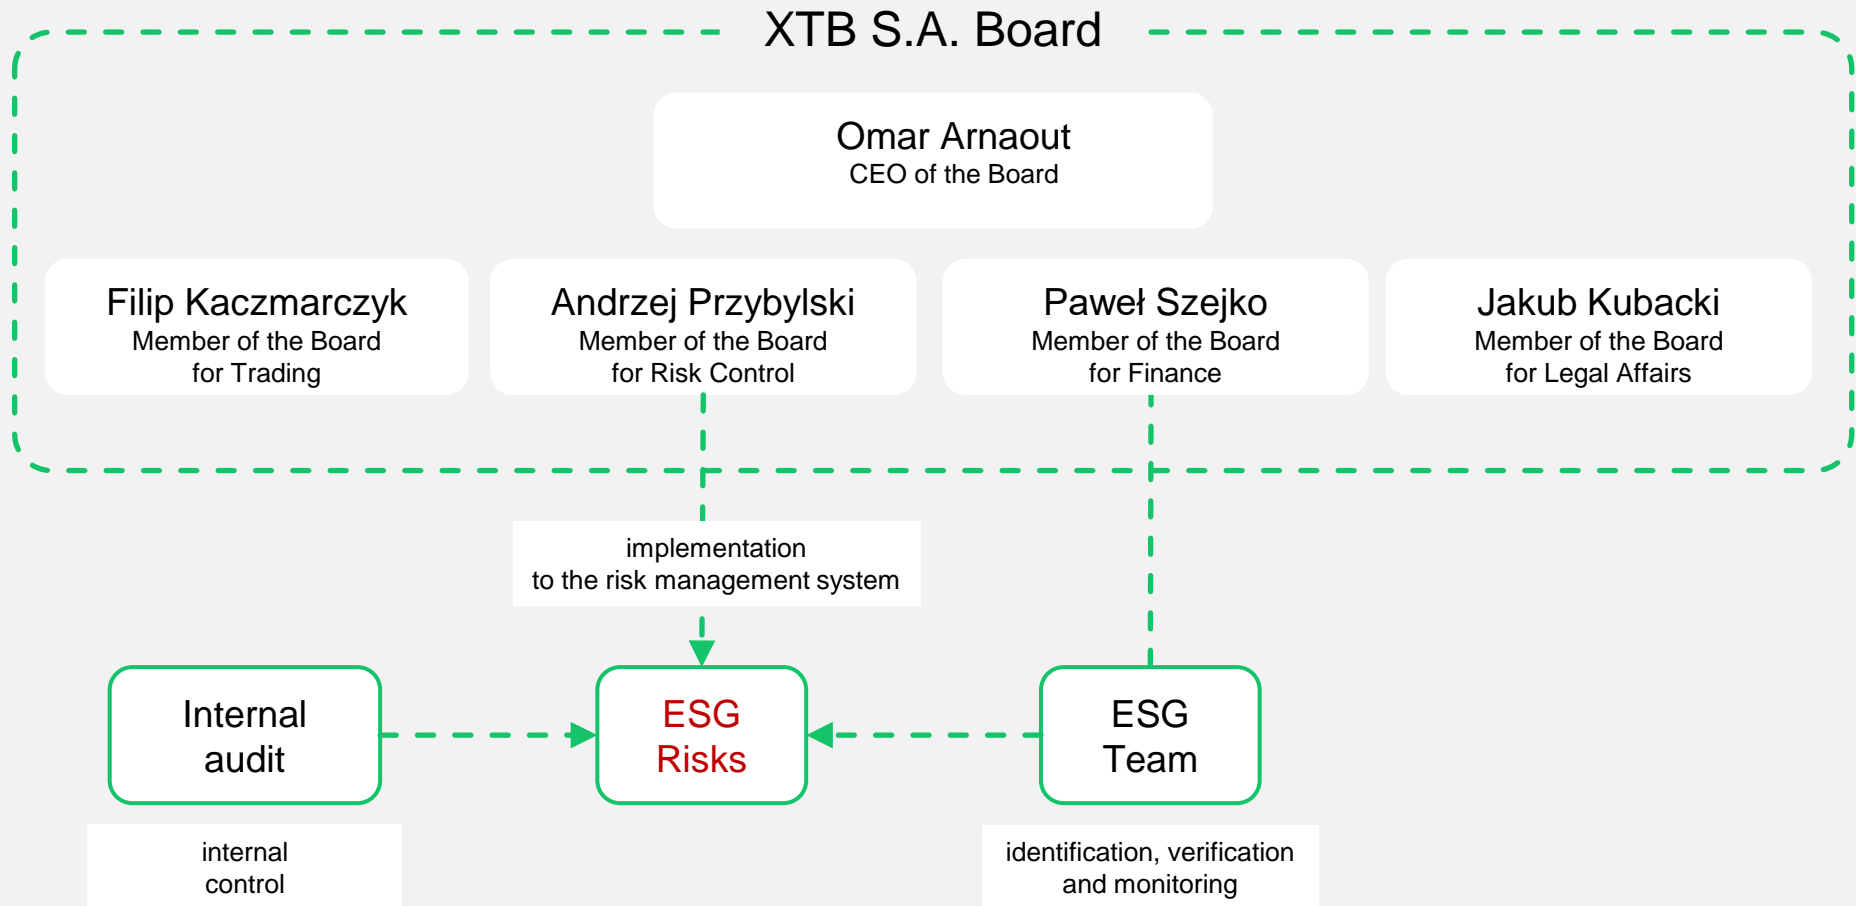 XTB S.A. Board
Omar Arnaout
CEO of the Board
Filip Kaczmarczyk
Member of the Board
for Trading
Andrzej Przybylski
Member of the Board
for Risk Control
Paweł Szejko
Member of the Board
for Finance
Jakub Kubacki
Member of the Board
for Legal Affairs
implementation
to the risk management system
Internal
audit
ESG
Risks
ESG
Team
internal
control
identification, verification
and monitoring